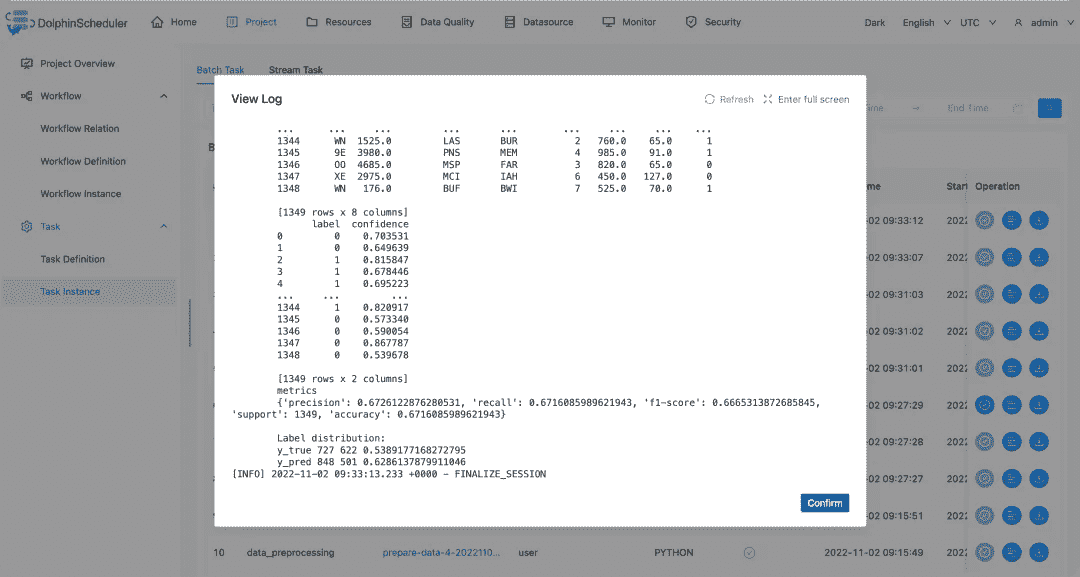 DolphinScheduler
Home
Project
Resources
Data Quality
Datasource
Monitor
Security
Dark
English
UTC
admin
Project Overview
Workflow
Workflow Relation
Workflow Definition
Workflow Instance
Task
Task Definition
Task Instance
Batch Task
Stream Task
End Time
Operation
View Log
Refresh
Enter full screen
... ... ... ... ... ... ... ... ...
1344 WN 1525.0 LAS BUR 2 760.0 65.0 1
1345 9E 3980.0 PNS MEM 4 985.0 91.0 1
1346 OO 4685.0 MSP FAR 3 820.0 65.0 0
1347 XE 2975.0 MCI IAH 6 450.0 127.0 0
1348 WN 176.0 BUF BWI 7 525.0 70.0 1
[1349 rows x 8 columns]
label confidence
0 0 0.703531
1 0 0.649639
2 1 0.815847
3 1 0.678446
4 1 0.695223
... ... ...
1344 1 0.820917
1345 0 0.573340
1346 0 0.590054
1347 0 0.867787
1348 0 0.539678
[1349 rows x 2 columns]
metrics
{'precision': 0.6726122876280531, 'recall': 0.6716085989621943, 'f1-score': 0.6665313872685845,
'support': 1349, 'accuracy': 0.6716085989621943}
Label distribution:
y_true 727 622 0.5389177168272795
y_pred 848 501 0.6286137879911046
[INFO] 2022-11-02 09:33:13.233 +0000 - FINALIZE_SESSION
Confirm
-02 09:33:12 2022
-02 09:33:07 2022
-02 09:31:03 2022
-02 09:31:02 2022
-02 09:31:01 2022
-02 09:27:29 2022
-02 09:27:28 2022
-02 09:27:27 2022
-02 09:15:51 2022
10 data_preprocessing prepare-data-4-2022110... user PYTHON 2022-11-02 09:15:49 2022